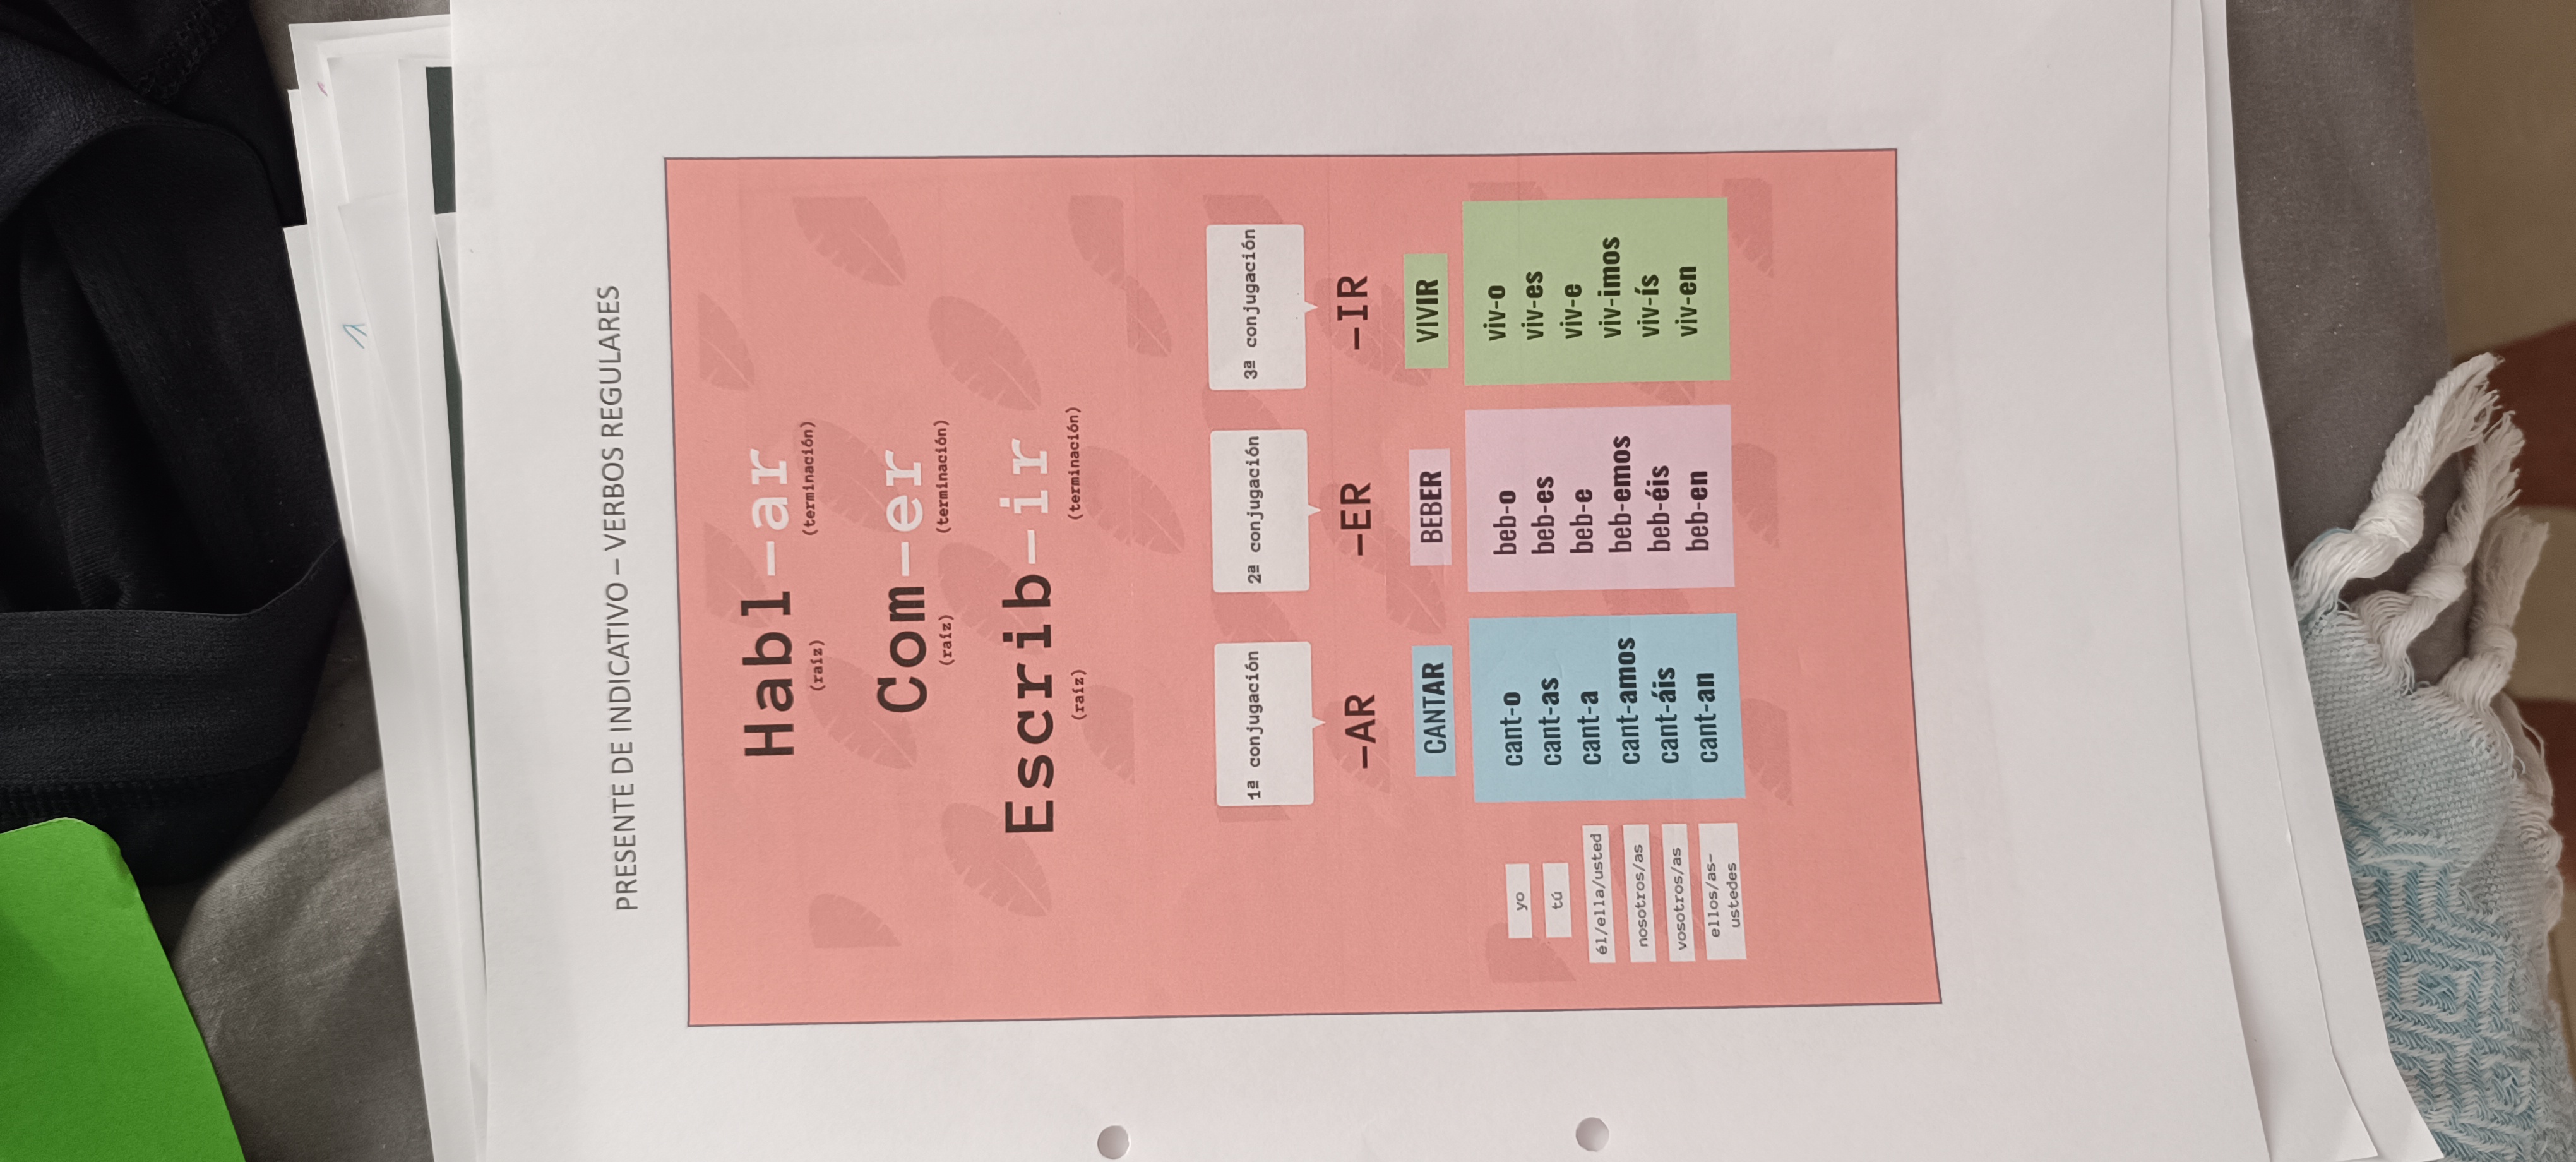 PRESENTE DE INDICATIVO – VERBOS REGULARES
Habl-ar
(raíz) (terminación)
Com-er
(raíz) (terminación)
Escrib-ir
(raíz) (terminación)
1ª conjugación 2ª conjugación 3ª conjugación
-AR -ER -IR
CANTAR BEBER VIVIR
yo cant-o beb-o viv-o
tú cant-as beb-es viv-es
él/ella/usted cant-a beb-e viv-e
nosotros/as cant-amos beb-emos viv-imos
vosotros/as cant-áis beb-éis viv-ís
ellos/as- cant-an beb-en viv-en
ustedes